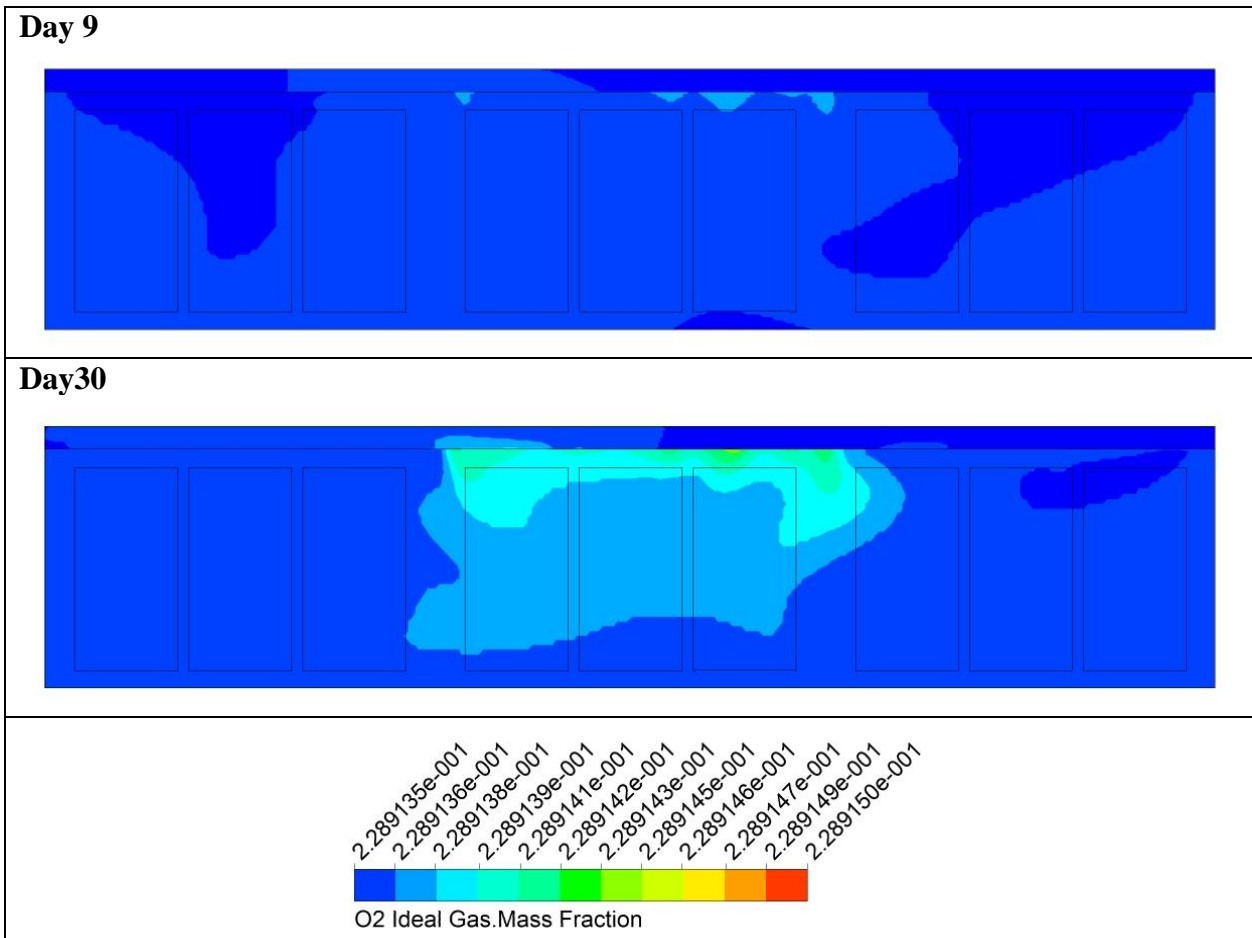 Day 9
Day30
2.289135e-001
2.289136e-001
2.289138e-001
2.289139e-001
2.289141e-001
2.289142e-001
2.289143e-001
2.289145e-001
2.289146e-001
2.289147e-001
2.289149e-001
2.289150e-001
O2 Ideal Gas.Mass Fraction